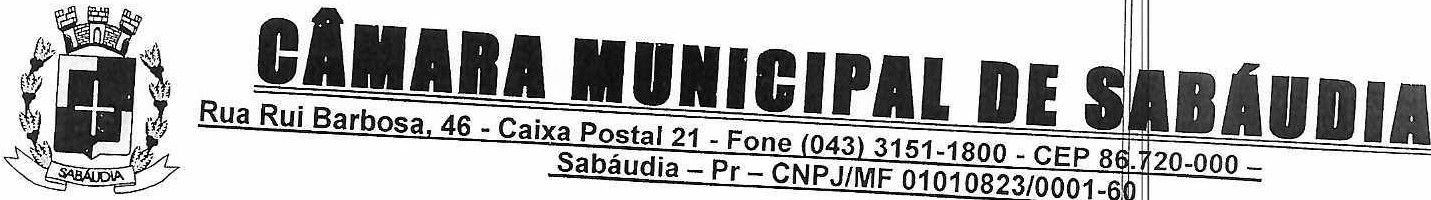 CÂMARA MUNICIPAL DE SABÁUDIA
Rua Rui Barbosa, 46 - Caixa Postal 21 - Fone (043) 3151-1800 - CEP 86.720-000 –
Sabáudia – Pr – CNPJ/MF 01010823/0001-60
SABÁUDIA